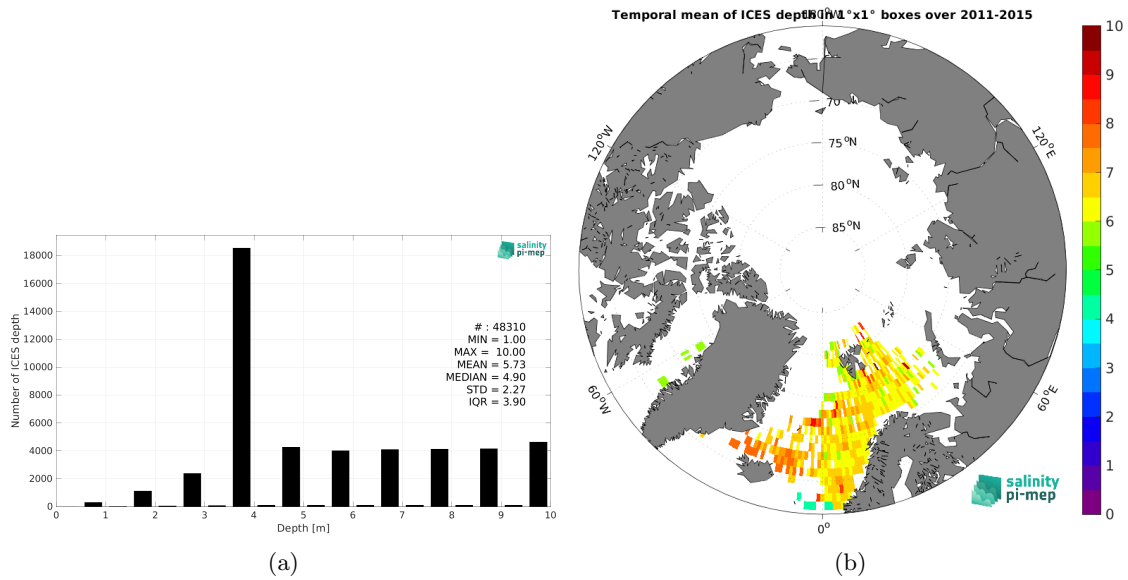 Temporal mean of ICES depth in 1°x1° boxes over 2011-2015
180°W
18000
16000
14000
12000
10000
8000
6000
4000
2000
0
Number of ICES depth
salinity
pi-mep
# : 48310
MIN = 1.00
MAX = 10.00
MEAN = 5.73
MEDIAN = 4.90
STD = 2.27
IQR = 3.90
0 1 2 3 4 5 6 7 8 9 10
Depth [m]
(a)
120°W
120°E
75°N
80°N
85°N
60°W
60°E
0°
salinity
pi-mep
10
9
8
7
6
5
4
3
2
1
0
(b)